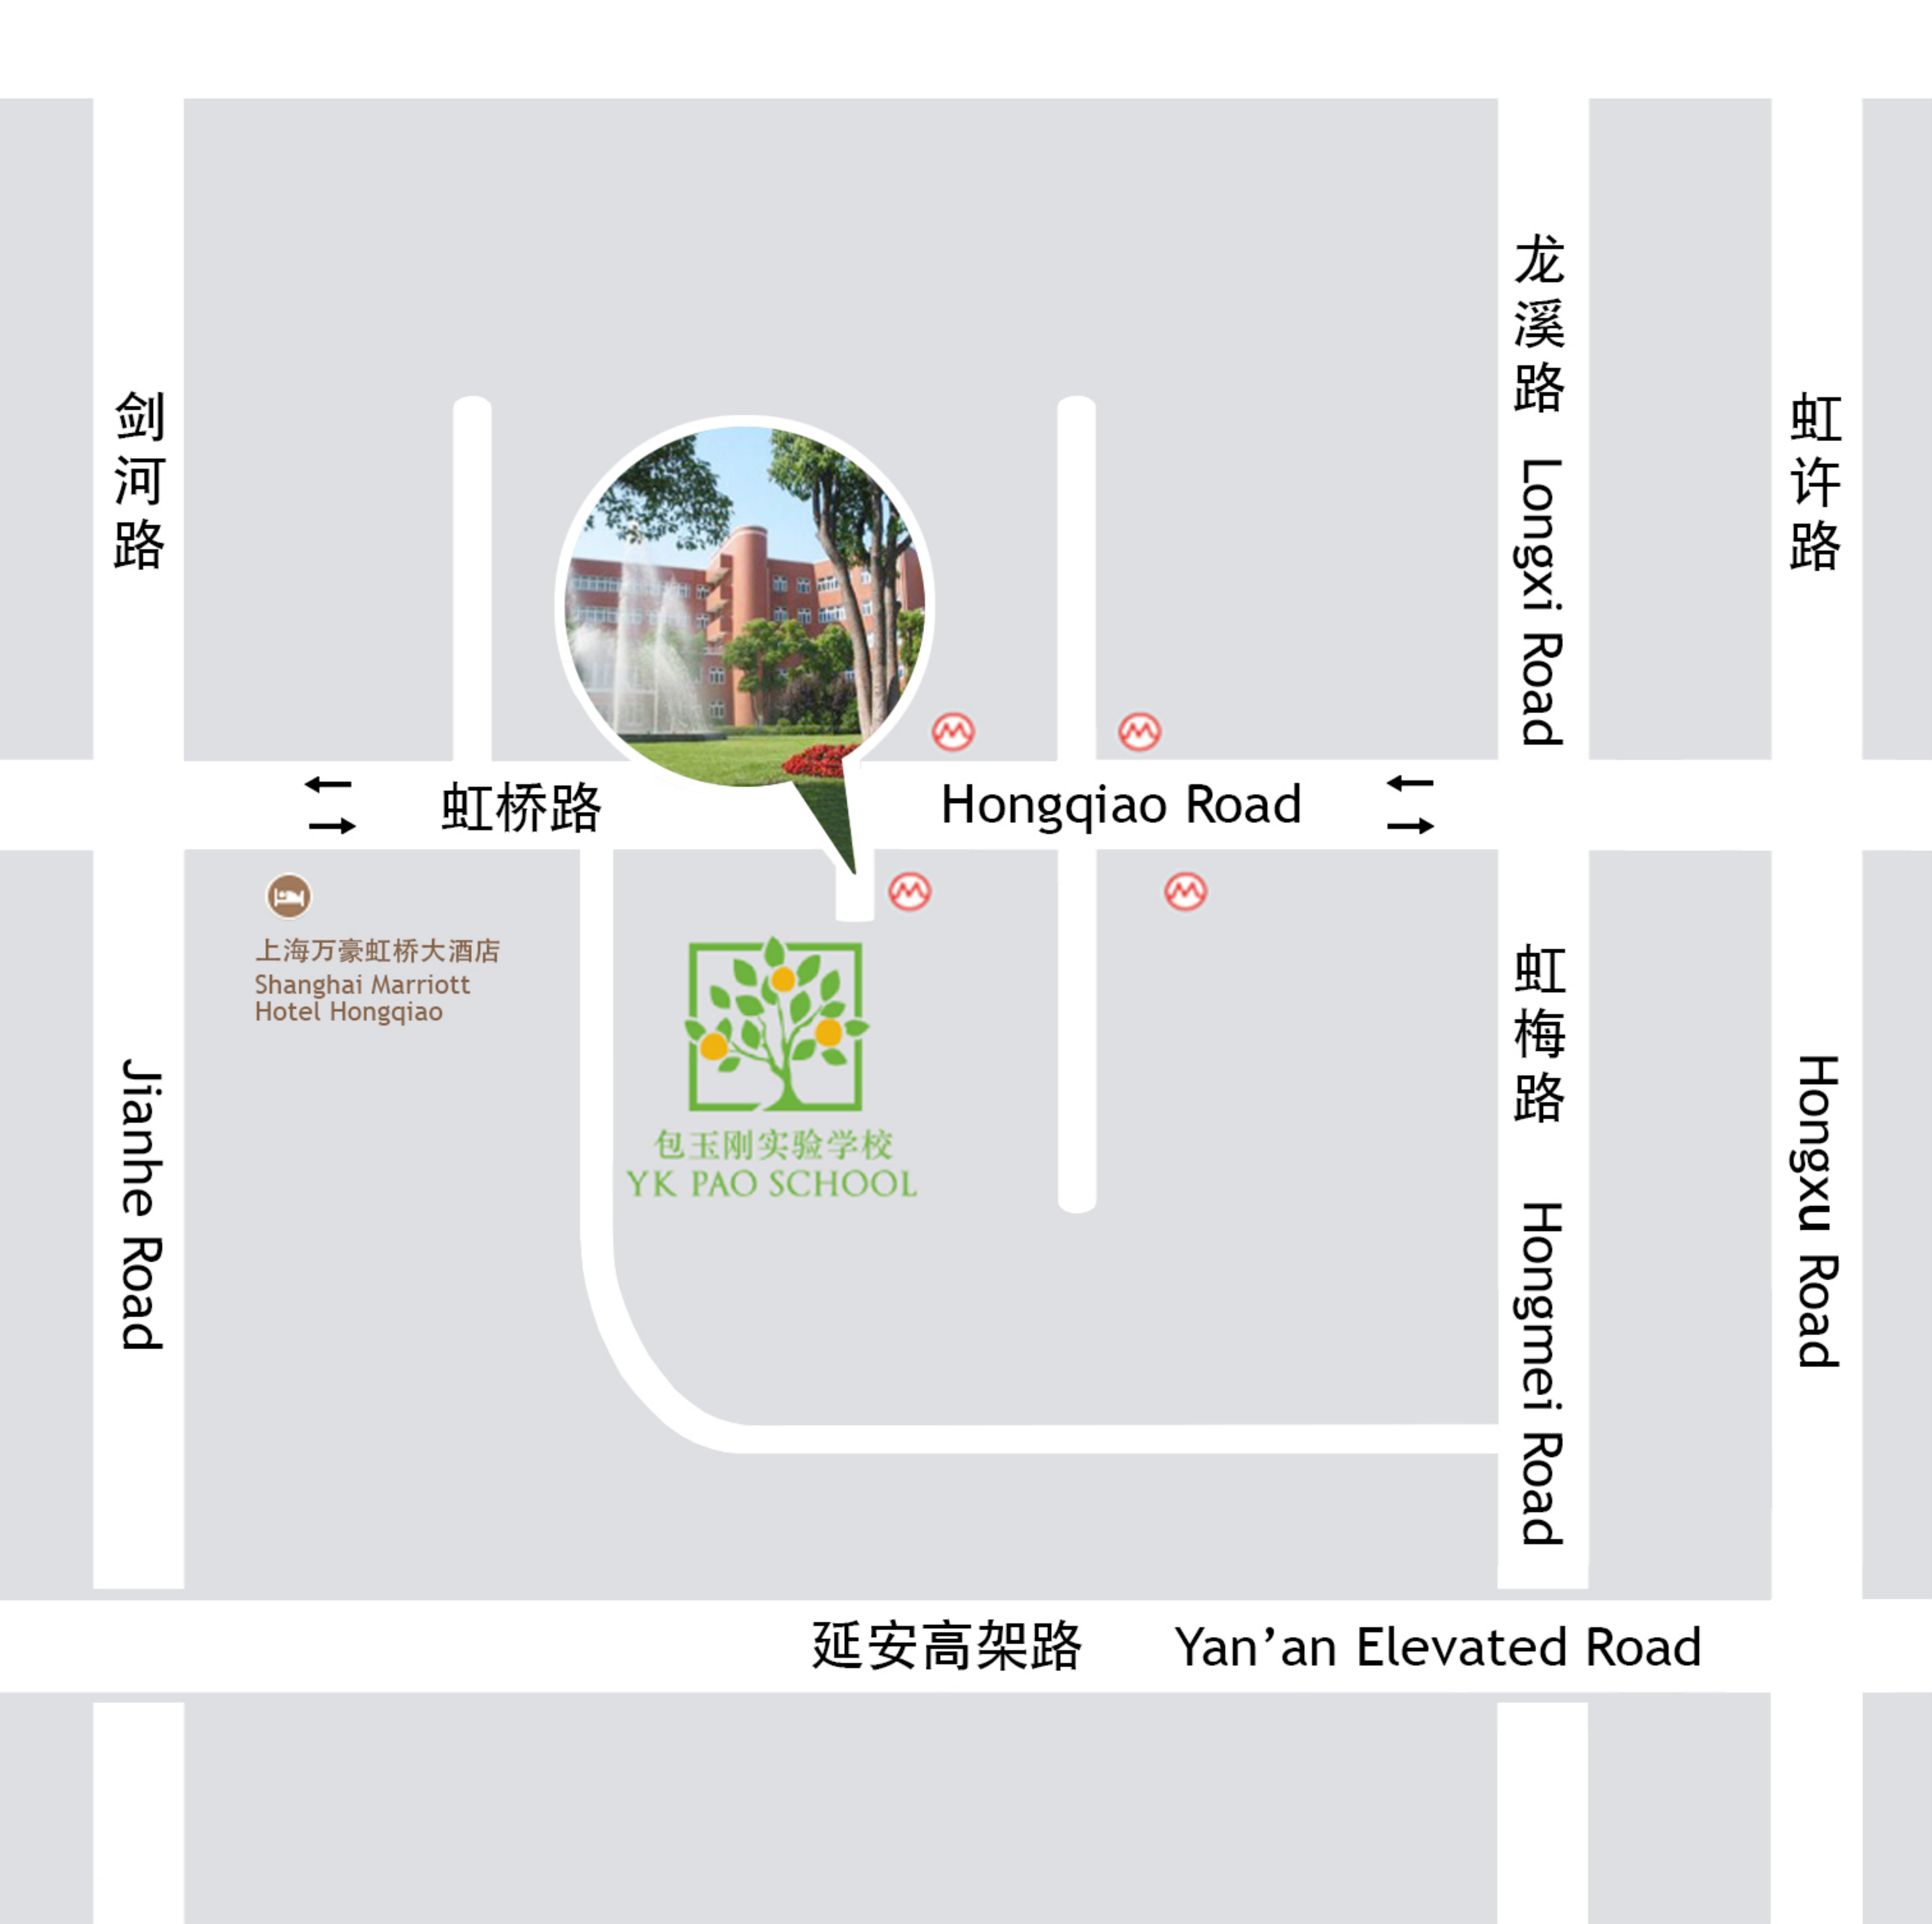 龙溪路
Longxi Road
剑河路
虹许路
虹桥路
Hongqiao Road
上海万豪虹桥大酒店
Shanghai Marriott
Hotel Hongqiao
虹梅路
Jianhe Road
Hongxu Road
包玉刚实验学校
YK PAO SCHOOL
Hongmei Road
延安高架路
Yan’an Elevated Road